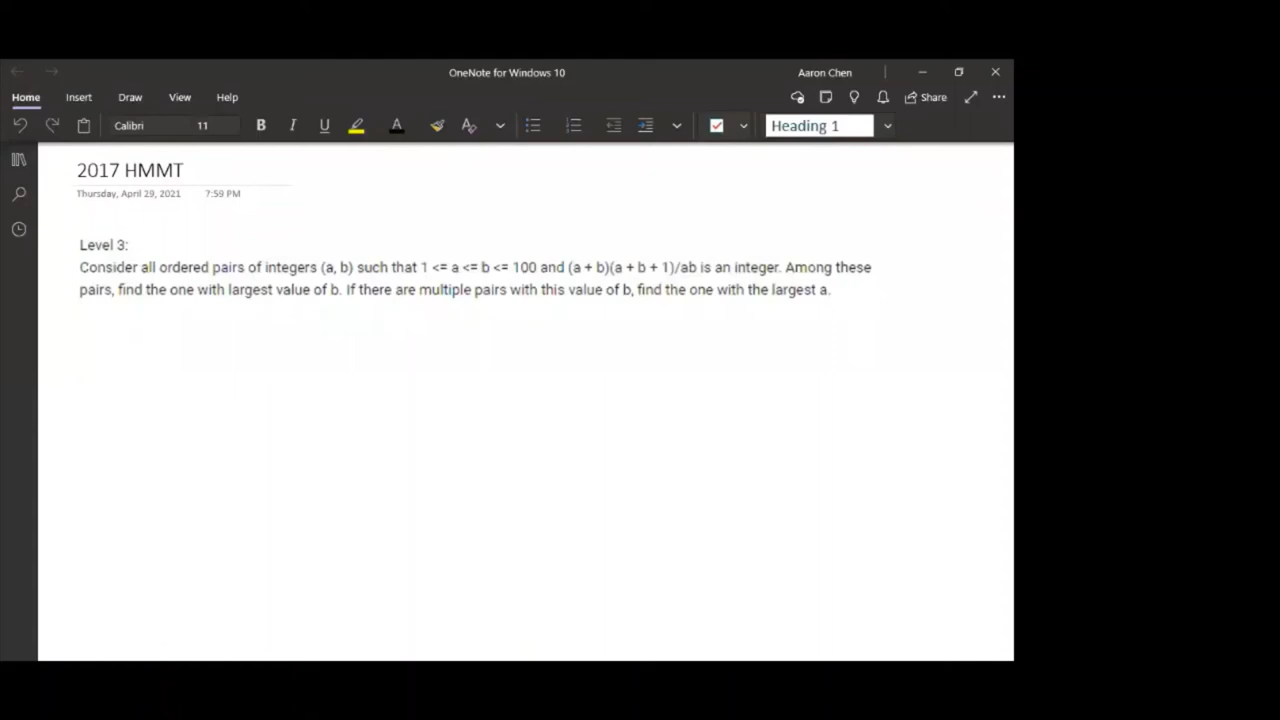 OneNote for Windows 10
Aaron Chen
Home Insert Draw View Help
Share
Calibri 11 B I U A Heading 1
2017 HMMT
Thursday, April 29, 2021 7:59 PM
Level 3:
Consider all ordered pairs of integers (a, b) such that 1 <= a <= b <= 100 and (a + b)(a + b + 1)/ab is an integer. Among these
pairs, find the one with largest value of b. If there are multiple pairs with this value of b, find the one with the largest a.